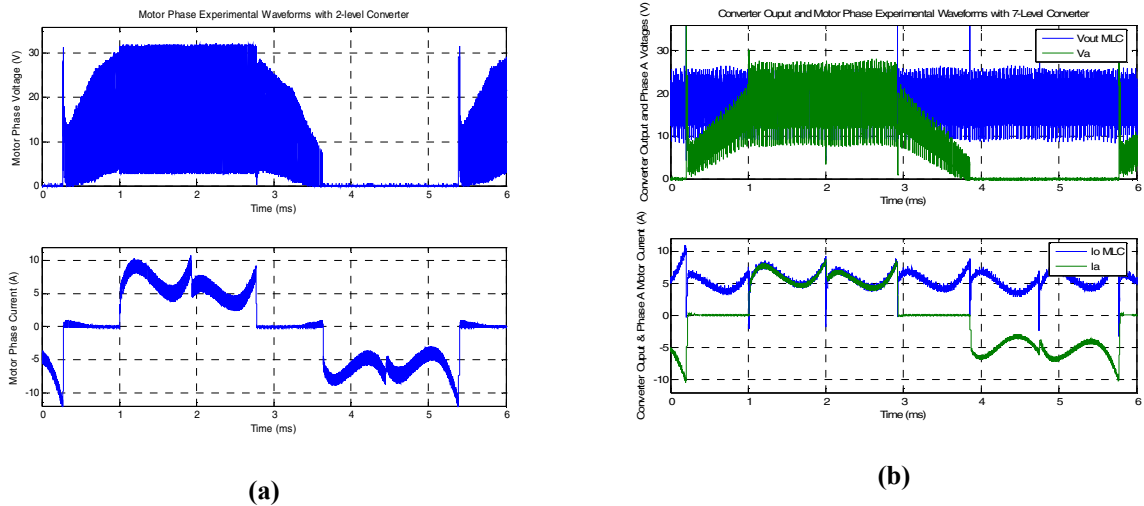 Motor Phase Experimental Waveforms with 2-level Converter
Motor Phase Voltage (V)
30
20
10
0
0 1 2 3 4 5 6
Time (ms)
Motor Phase Current (A)
10
5
0
-5
-10
0 1 2 3 4 5 6
Time (ms)
(a)
Converter Ouput and Motor Phase Experimental Waveforms with 7-Level Converter
Converter Output and Phase A Voltages (V)
30
20
10
0
0 1 2 3 4 5 6
Time (ms)
Vout MLC
Va
Converter Output & Phase A Motor Current (A)
10
5
0
-5
-10
0 1 2 3 4 5 6
Time (ms)
Io MLC
Ia
(b)